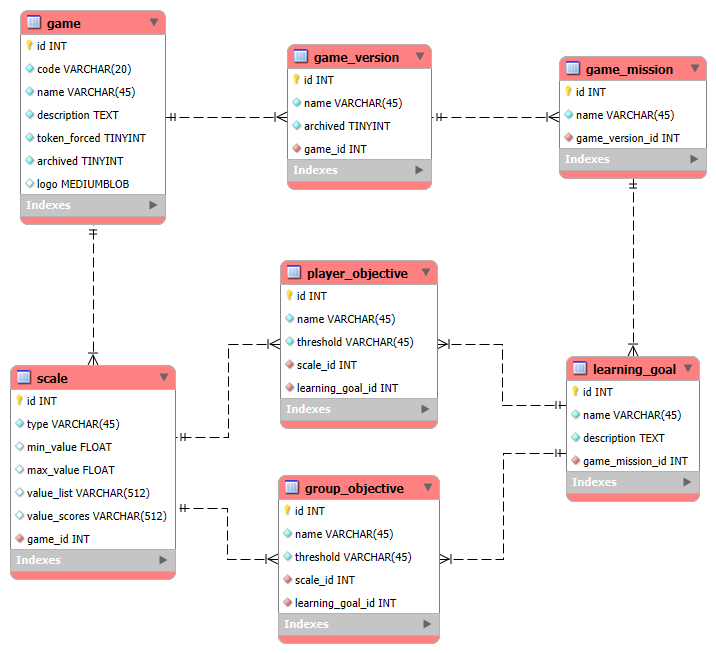 game
id INT
code VARCHAR(20)
name VARCHAR(45)
description TEXT
token_forced TINYINT
archived TINYINT
logo MEDIUMBLOB
Indexes
game_version
id INT
name VARCHAR(45)
archived TINYINT
game_id INT
Indexes
game_mission
id INT
name VARCHAR(45)
game_version_id INT
Indexes
player_objective
id INT
name VARCHAR(45)
threshold VARCHAR(45)
scale_id INT
learning_goal_id INT
Indexes
scale
id INT
type VARCHAR(45)
min_value FLOAT
max_value FLOAT
value_list VARCHAR(512)
value_scores VARCHAR(512)
game_id INT
Indexes
learning_goal
id INT
name VARCHAR(45)
description TEXT
game_mission_id INT
Indexes
group_objective
id INT
name VARCHAR(45)
threshold VARCHAR(45)
scale_id INT
learning_goal_id INT
Indexes